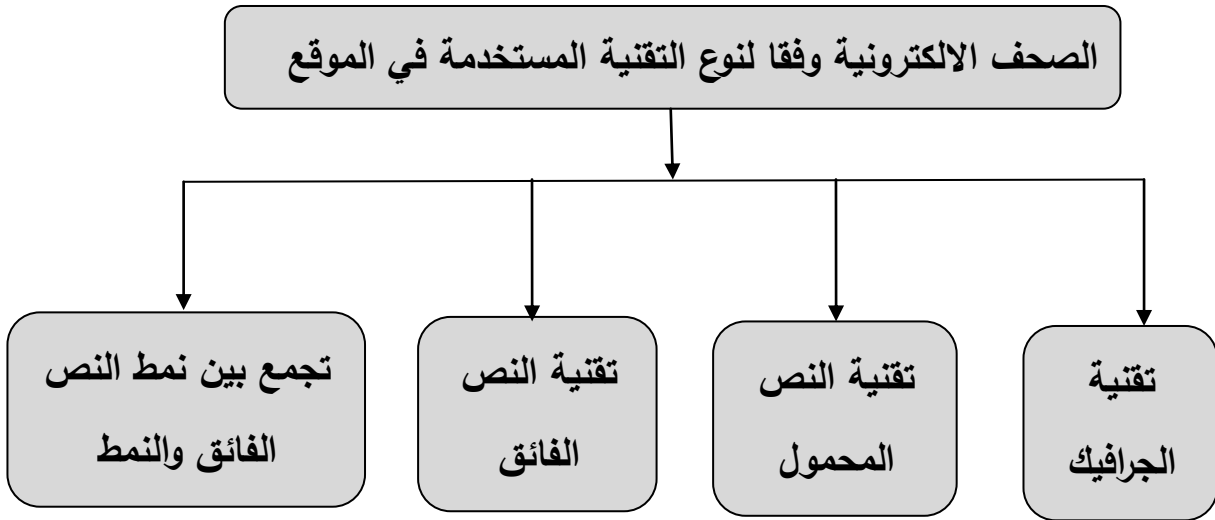 الصحف الالكترونية وفقا لنوع التقنية المستخدمة في الموقع
تقنية
الجرافيك
تقنية النص
المحمول
تقنية النص
الفائق
تجمع بين نمط النص
الفائق والنمط